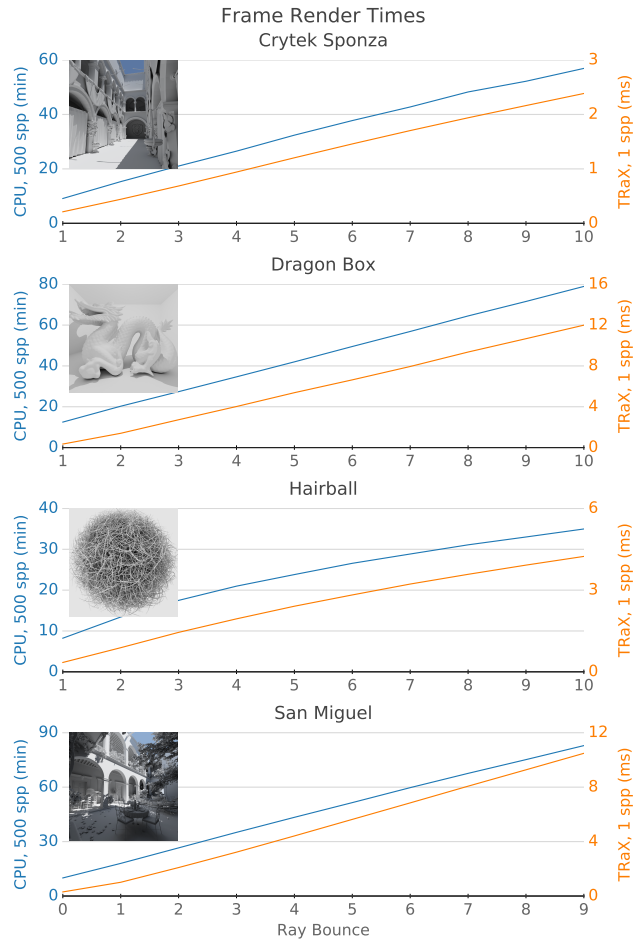 Frame Render Times
Crytek Sponza
CPU, 500 spp (min)
60
40
20
0
3
2
1
0
TRaX, 1 spp (ms)
1 2 3 4 5 6 7 8 9 10
Dragon Box
CPU, 500 spp (min)
80
60
40
20
0
16
12
8
4
0
TRaX, 1 spp (ms)
1 2 3 4 5 6 7 8 9 10
Hairball
CPU, 500 spp (min)
40
30
20
10
0
6
3
0
TRaX, 1 spp (ms)
1 2 3 4 5 6 7 8 9 10
San Miguel
CPU, 500 spp (min)
90
60
30
0
12
8
4
0
TRaX, 1 spp (ms)
0 1 2 3 4 5 6 7 8 9
Ray Bounce